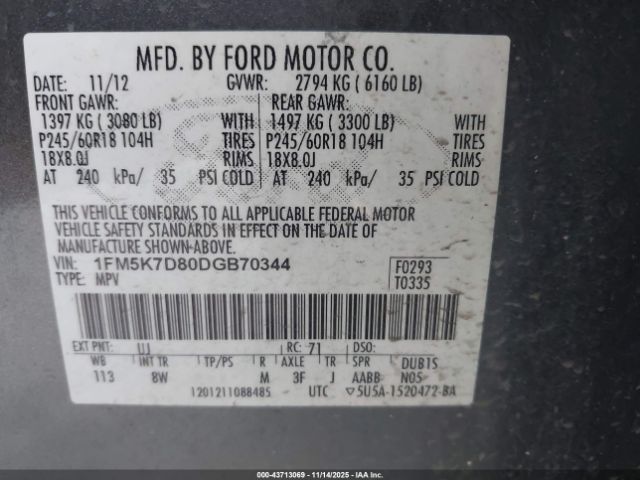 MFD. BY FORD MOTOR CO.
DATE: 11/12 GVWR: 2794 KG ( 6160 LB)
FRONT GAWR: REAR GAWR:
1397 KG ( 3080 LB) WITH 1497 KG ( 3300 LB) WITH
P245/60R18 104H TIRES P245/60R18 104H TIRES
18X8.0J RIMS 18X8.0J RIMS
AT 240 kPa/ 35 PSI COLD AT 240 kPa/ 35 PSI COLD
THIS VEHICLE CONFORMS TO ALL APPLICABLE FEDERAL MOTOR
VEHICLE SAFETY STANDARDS IN EFFECT ON THE DATE OF
MANUFACTURE SHOWN ABOVE.
VIN: 1FM5K7D80DGB70344 F0293
TYPE: MPV T0335
EXT PNT: UJ RC: 71 DSO:
WB INT TR TP/PS R AXLE TR SPR DUB1S
113 8W M 3F J AABB N05
1201211088485 UTC ▽5U5A-1520472-BA
000-43713069 - 11/14/2025 - IAAI.com